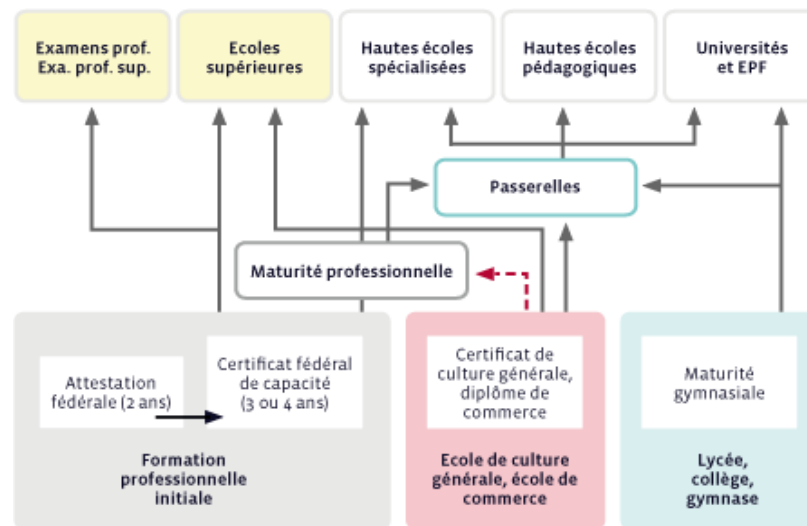 Examens prof.
Exa. prof. sup.
Ecoles
supérieures
Hautes écoles
spécialisées
Hautes écoles
pédagogiques
Universités
et EPF
Passerelles
Maturité professionnelle
Attestation
fédérale (2 ans)
Certificat fédéral
de capacité
(3 ou 4 ans)
Certificat de
culture générale,
diplôme de
commerce
Maturité
gymnasiale
Formation
professionnelle
initiale
Ecole de culture
générale, école de
commerce
Lycée,
collège,
gymnase